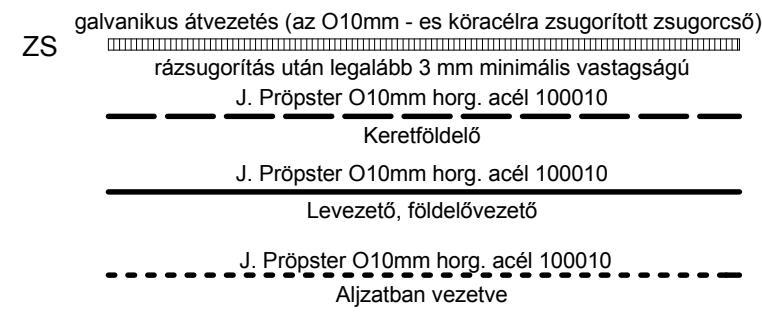 galvanikus átvezetés (az O10mm - es köracélra zsugorított zsugorcső)
ZS
rázsugorítás után legalább 3 mm minimális vastagságú
J. Pröpster O10mm horg. acél 100010
Keretföldelő
J. Pröpster O10mm horg. acél 100010
Levezető, földelővezető
J. Pröpster O10mm horg. acél 100010
Aljzatban vezetve